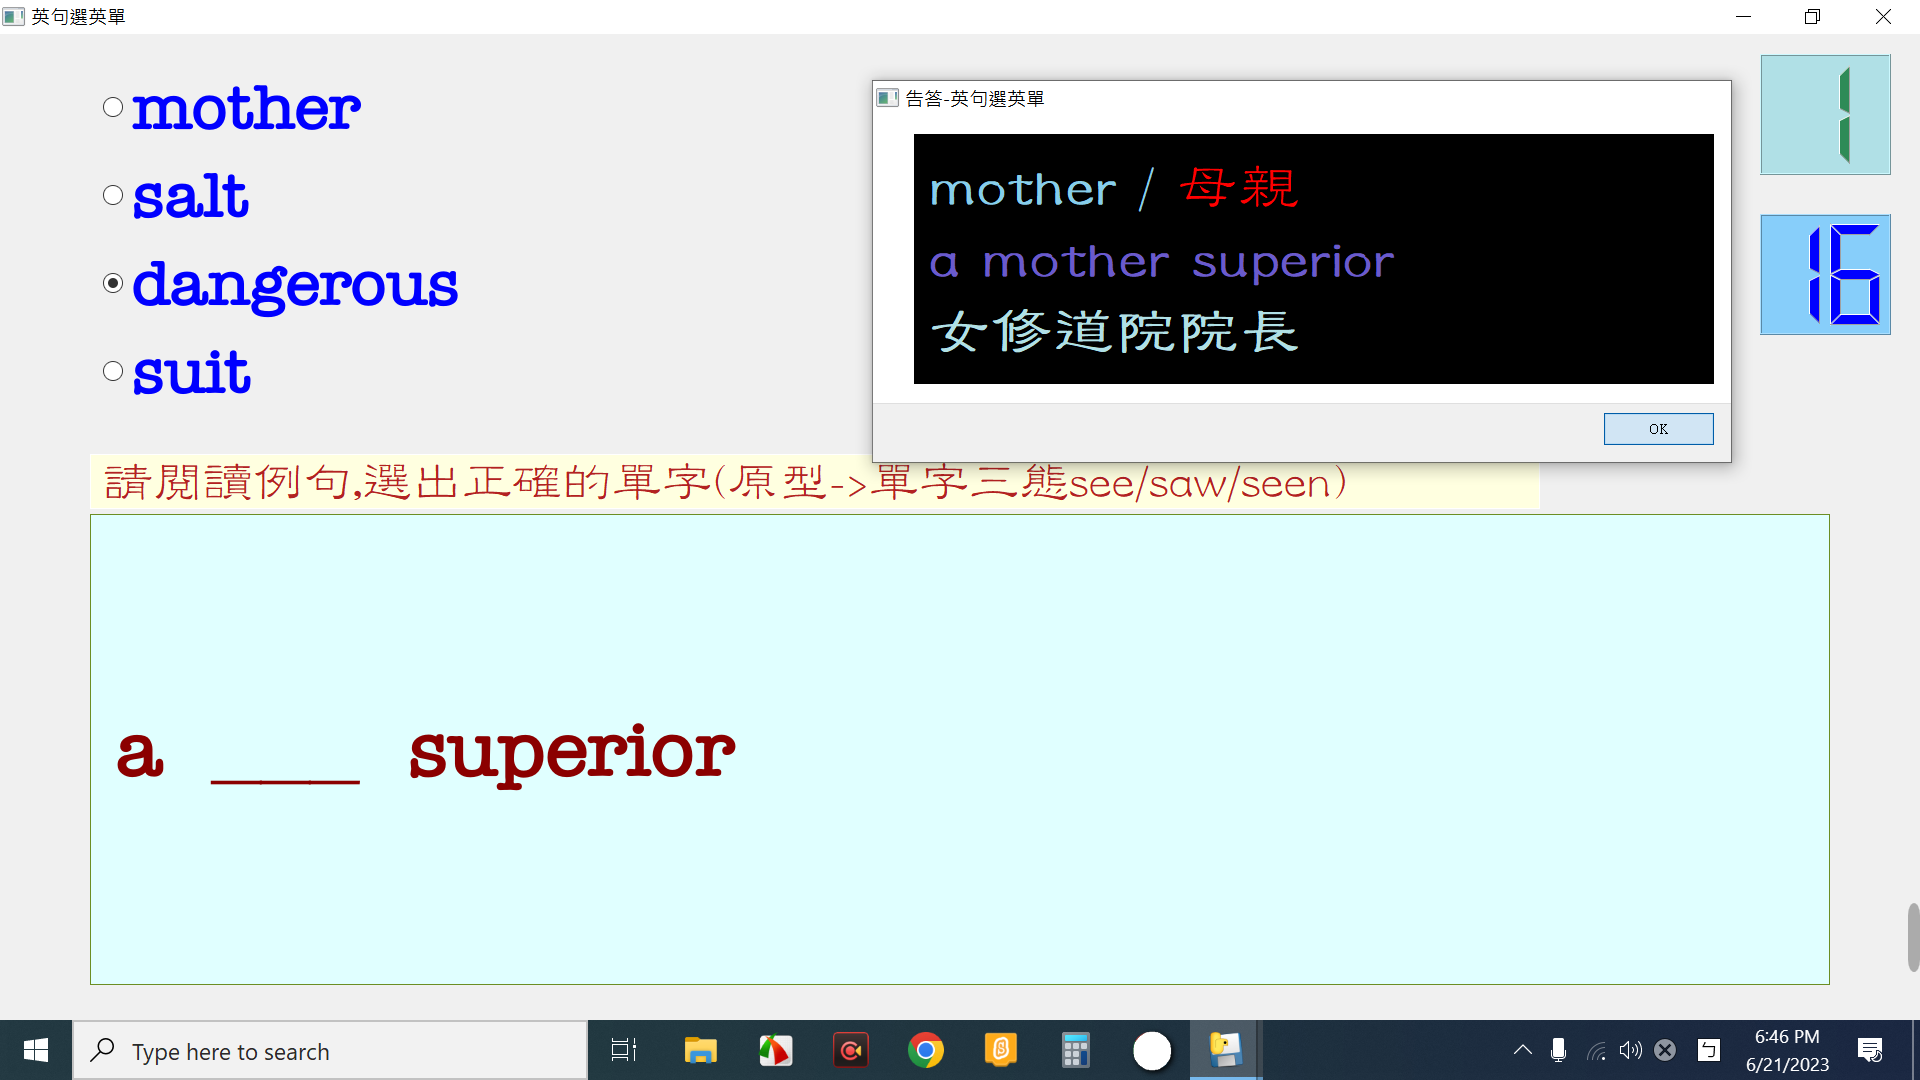 英句選英單
mother
salt
dangerous
suit
告答-英句選英單
mother / 母親
a mother superior
女修道院院長
OK
1
16
請閱讀例句,選出正確的單字(原型->單字三態see/saw/seen)
a ___ superior
Type here to search
ㄅ
6:46 PM
6/21/2023